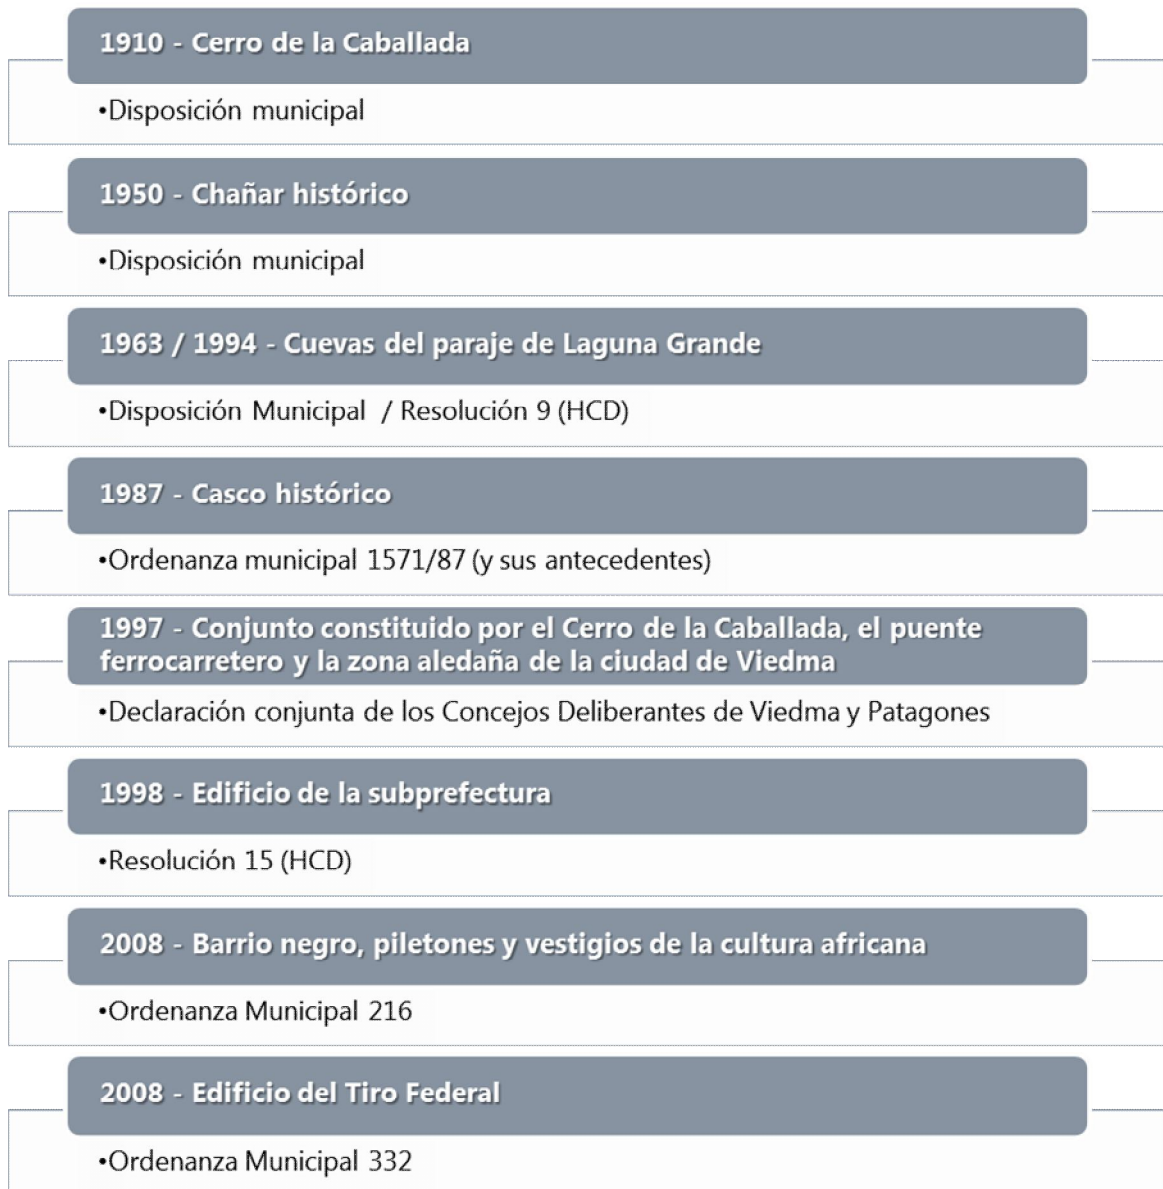 1910 - Cerro de la Caballada
•Disposición municipal
1950 - Chañar histórico
•Disposición municipal
1963 / 1994 - Cuevas del paraje de Laguna Grande
•Disposición Municipal / Resolución 9 (HCD)
1987 - Casco histórico
•Ordenanza municipal 1571/87 (y sus antecedentes)
1997 - Conjunto constituido por el Cerro de la Caballada, el puente
ferrocarretero y la zona aledaña de la ciudad de Viedma
•Declaración conjunta de los Concejos Deliberantes de Viedma y Patagones
1998 - Edificio de la subprefectura
•Resolución 15 (HCD)
2008 - Barrio negro, piletones y vestigios de la cultura africana
•Ordenanza Municipal 216
2008 - Edificio del Tiro Federal
•Ordenanza Municipal 332